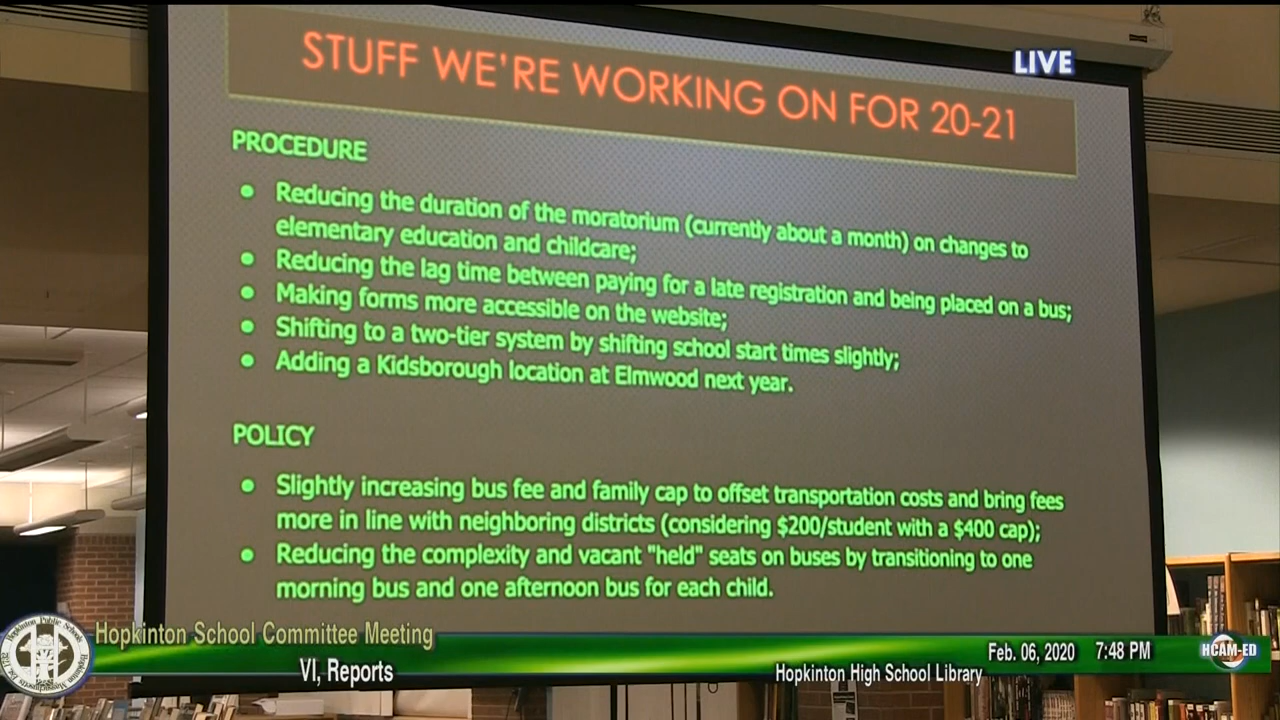 LIVE
STUFF WE'RE WORKING ON FOR 20-21
PROCEDURE
● Reducing the duration of the moratorium (currently about a month) on changes to
elementary education and childcare;
● Reducing the lag time between paying for a late registration and being placed on a bus;
● Making forms more accessible on the website;
● Shifting to a two-tier system by shifting school start times slightly;
● Adding a Kidsborough location at Elmwood next year.
POLICY
● Slightly increasing bus fee and family cap to offset transportation costs and bring fees
more in line with neighboring districts (considering $200/student with a $400 cap);
● Reducing the complexity and vacant "held" seats on buses by transitioning to one
morning bus and one afternoon bus for each child.
Hopkinton School Committee Meeting
VI, Reports
Hopkinton High School Library
Feb. 06, 2020 7:48 PM
HCAM-ED
Hopkinton Public Schools